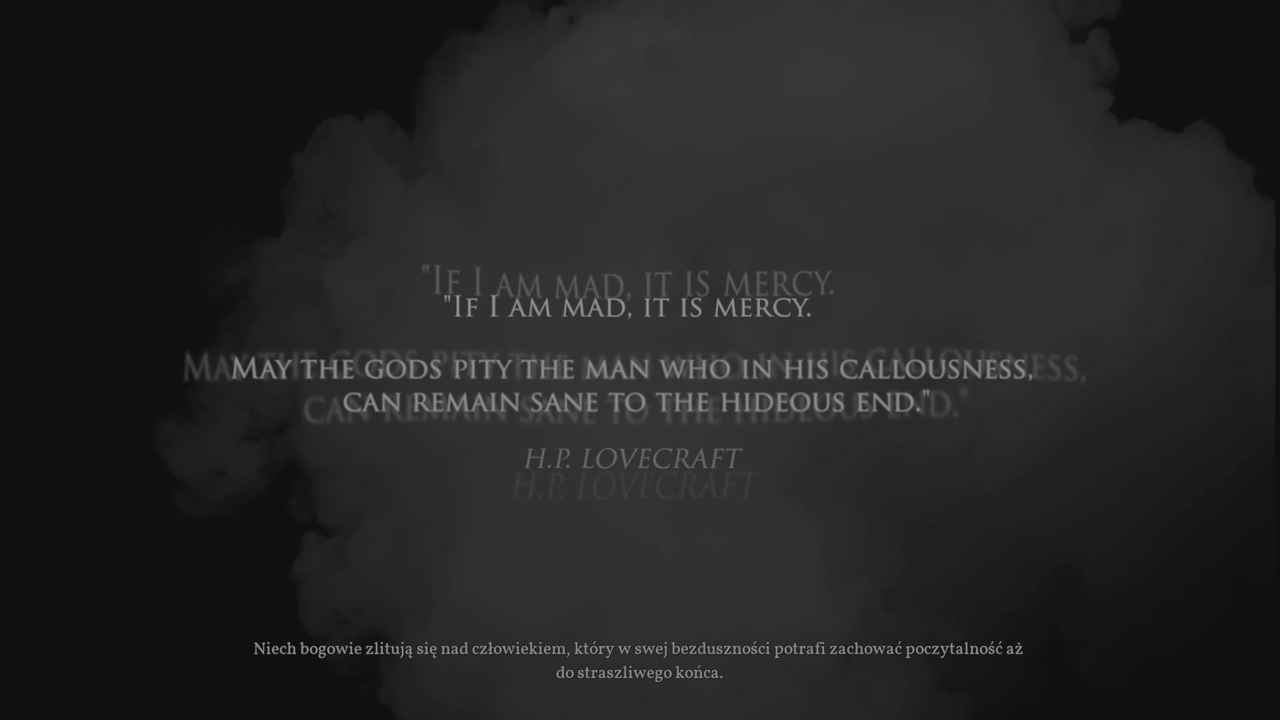 "If I am mad, it is mercy.
May the gods pity the man who in his callousness,
can remain sane to the hideous end."
H.P. LOVECRAFT
Niech bogowie zlitują się nad człowiekiem, który w swej bezduszności potrafi zachować poczytalność aż
do straszliwego końca.